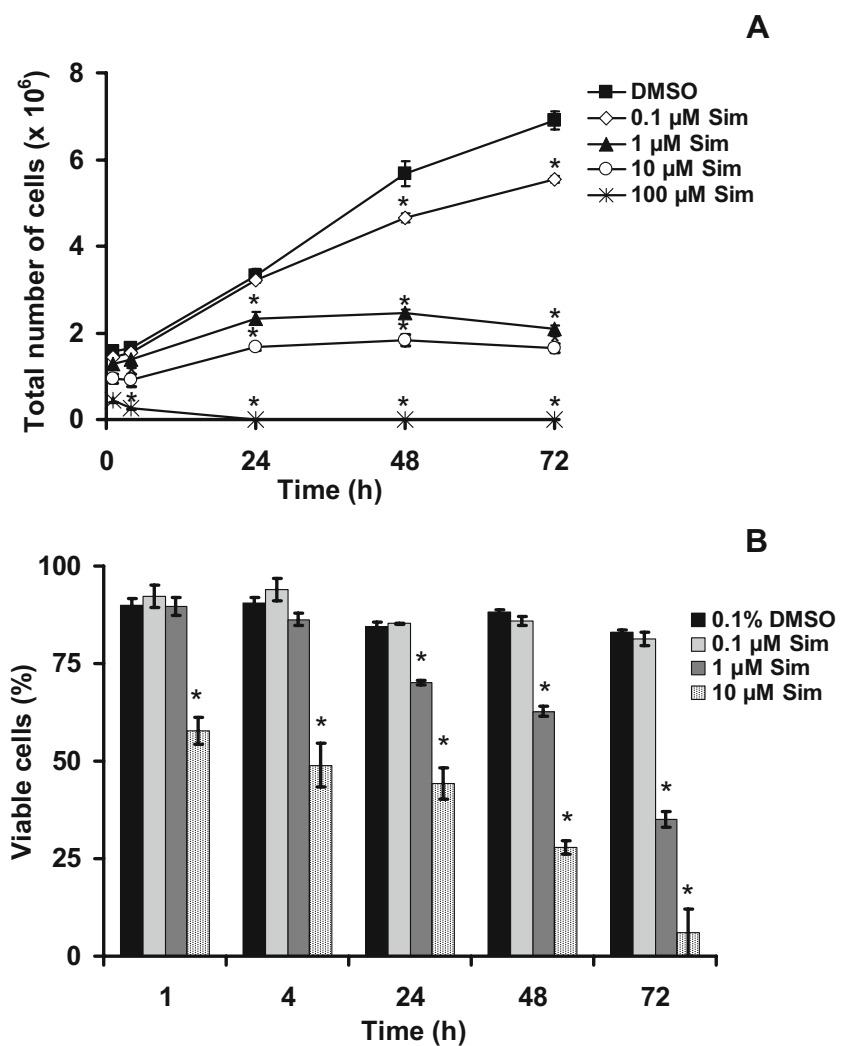 A
Total number of cells (x 10⁶)
8
6
4
2
0
0 24 48 72
Time (h)
DMSO
0.1 µM Sim
1 µM Sim
10 µM Sim
100 µM Sim
* *
* * *
* * *
* * * * *
B
Viable cells (%)
100
75
50
25
0
1 4 24 48 72
Time (h)
0.1% DMSO
0.1 µM Sim
1 µM Sim
10 µM Sim
* * * * * * * *